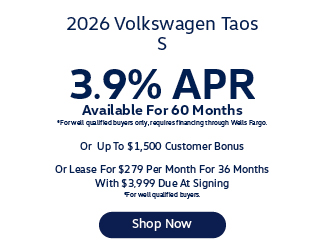 2026 Volkswagen Taos
S
3.9% APR
Available For 60 Months
*For well qualified buyers only, requires financing through Wells Fargo.
Or Up To $1,500 Customer Bonus
Or Lease For $279 Per Month For 36 Months
With $3,999 Due At Signing
*For well qualified buyers.
Shop Now